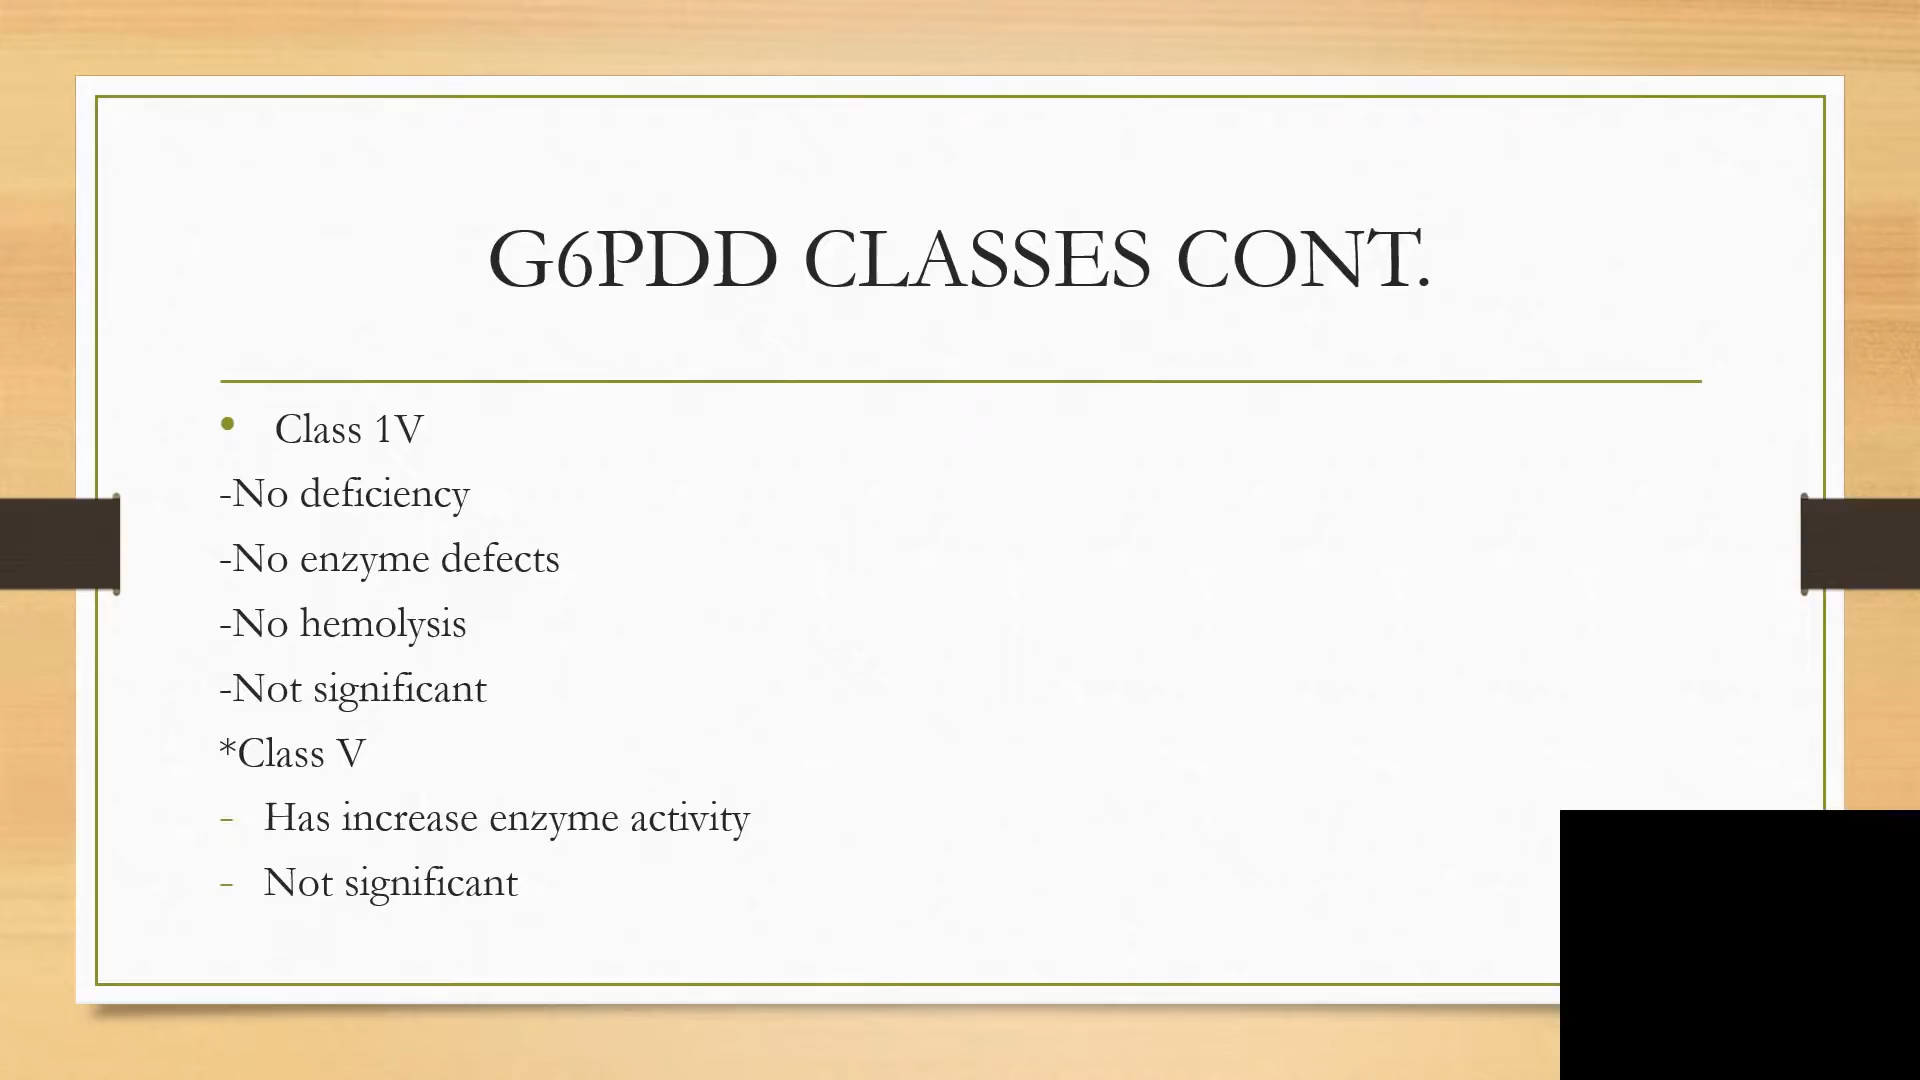 G6PDD CLASSES CONT.
• Class 1V
-No deficiency
-No enzyme defects
-No hemolysis
-Not significant
*Class V
- Has increase enzyme activity
- Not significant